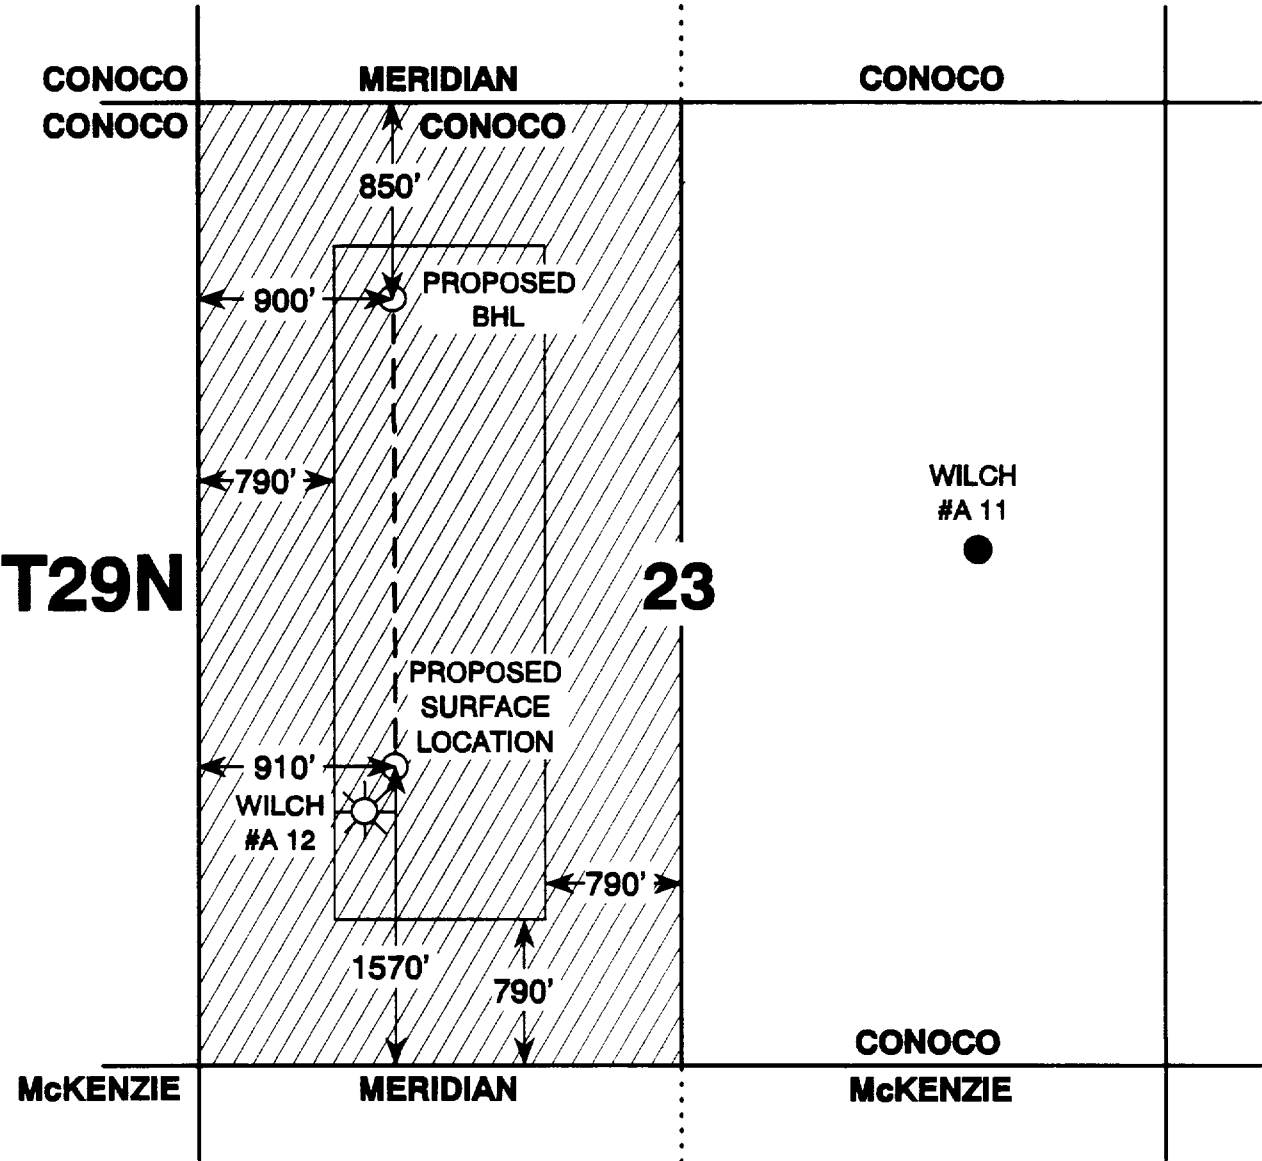 CONOCO MERIDIAN CONOCO
CONOCO CONOCO
850’
900’
PROPOSED
BHL
790’
WILCH
#A 11
T29N
23
PROPOSED
SURFACE
LOCATION
910’
WILCH
#A 12
790’
1570’
790’
CONOCO
McKENZIE MERIDIAN McKENZIE